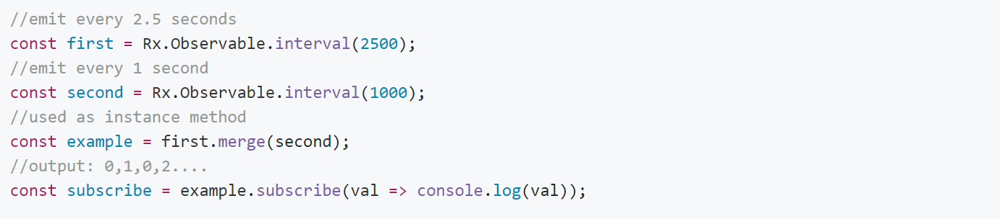 //emit every 2.5 seconds
const first = Rx.Observable.interval(2500);
//emit every 1 second
const second = Rx.Observable.interval(1000);
//used as instance method
const example = first.merge(second);
//output: 0,1,0,2....
const subscribe = example.subscribe(val => console.log(val));